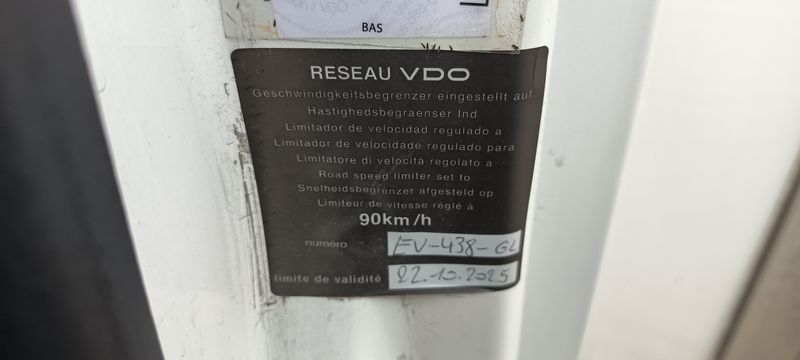 VDO
BAS
RESEAU VDO
Geschwindigkeitsbegrenzer eingestellt auf
Hastighedsbegraenser Ind
Limitador de velocidad regulado a
Limitador de velocidade regulado para
Limitatore di velocità regolato a
Road speed limiter set to
Snelheidsbegrenzer afgesteld op
Limiteur de vitesse réglé à
90km/h
numéro EV-438-GL
limite de validité 22.10.2025